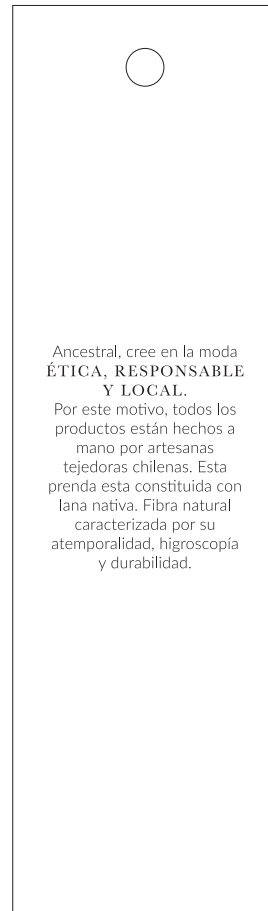 Ancestral, cree en la moda
ÉTICA, RESPONSABLE
Y LOCAL.
Por este motivo, todos los
productos están hechos a
mano por artesanas
tejedoras chilenas. Esta
prenda esta constituida con
lana nativa. Fibra natural
caracterizada por su
atemporalidad, higroscopía
y durabilidad.